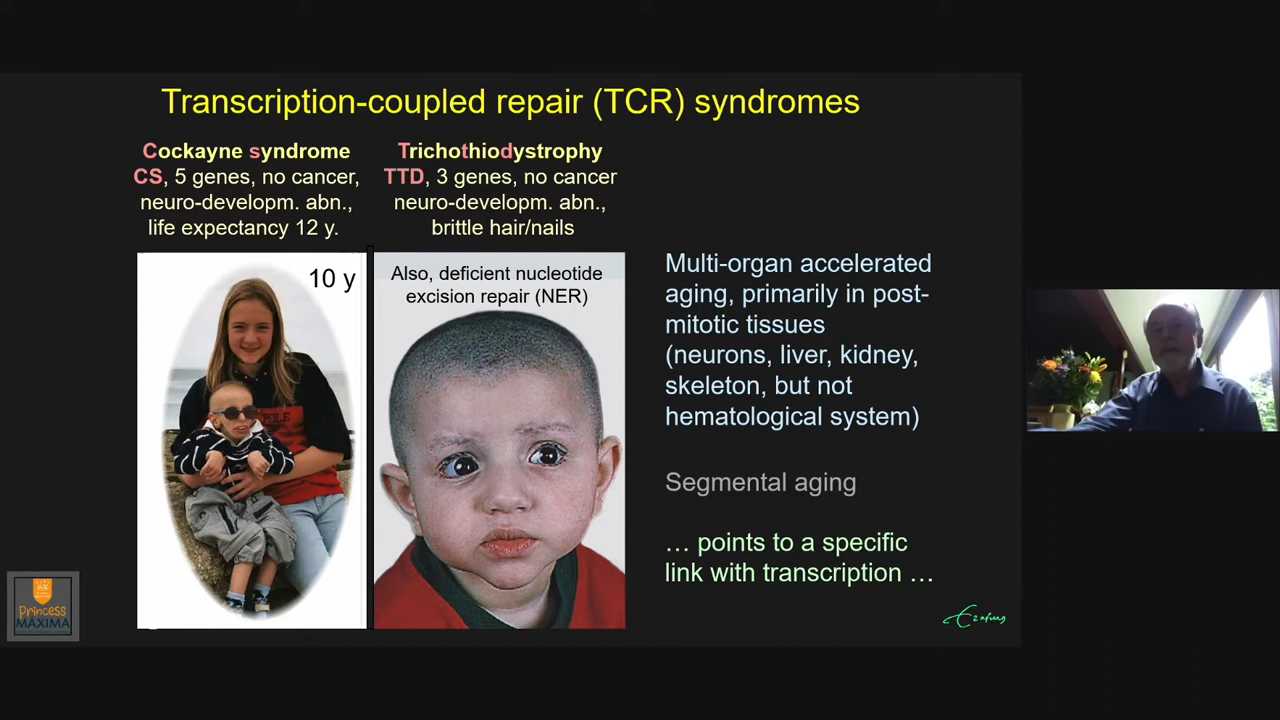 Transcription-coupled repair (TCR) syndromes
Cockayne syndrome
CS, 5 genes, no cancer,
neuro-developm. abn.,
life expectancy 12 y.
Trichothiodystrophy
TTD, 3 genes, no cancer
neuro-developm. abn.,
brittle hair/nails
10 y
POLE
Also, deficient nucleotide
excision repair (NER)
Multi-organ accelerated
aging, primarily in post-
mitotic tissues
(neurons, liver, kidney,
skeleton, but not
hematological system)
Segmental aging
… points to a specific
link with transcription …
Princess
MÁXIMA
Erasmus